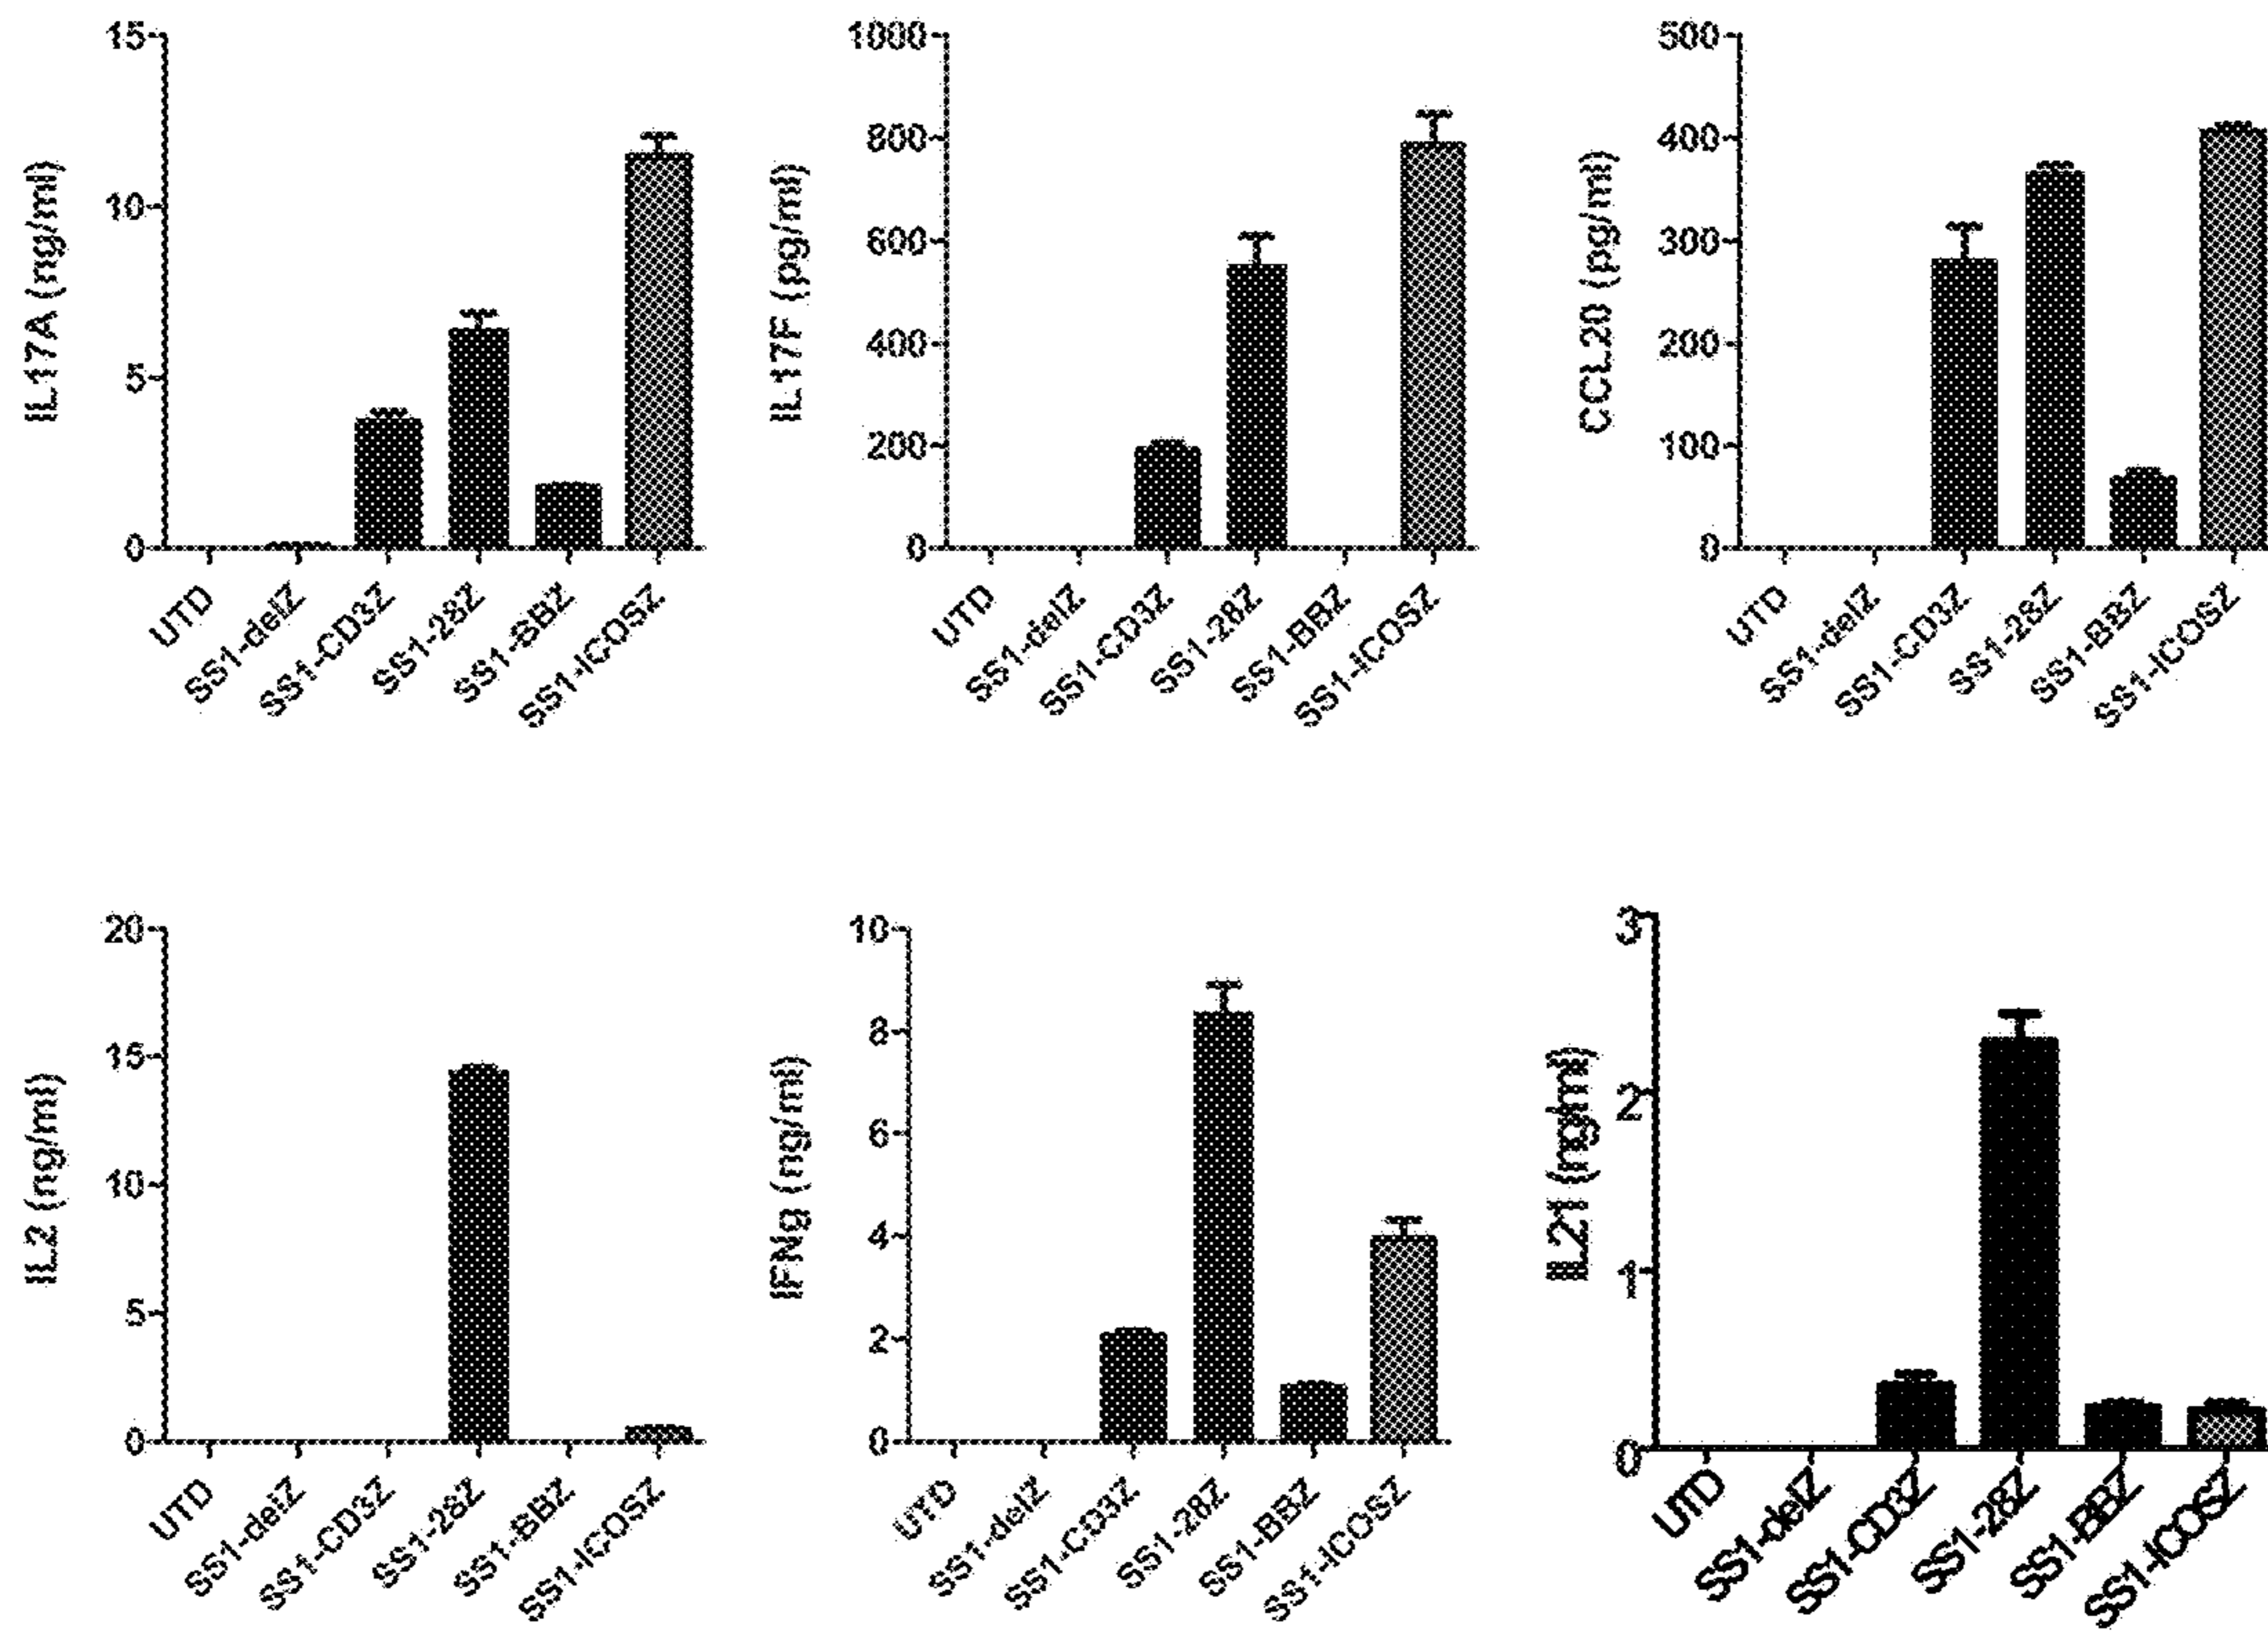 IL17A (ng/ml)
15
10
5
0
UTD
SS1-delZ
SS1-CD3Z
SS1-28Z
SS1-BBZ
SS1-ICOSZ
IL17F (pg/ml)
1000
800
600
400
200
0
UTD
SS1-delZ
SS1-CD3Z
SS1-28Z
SS1-BBZ
SS1-ICOSZ
CCL20 (pg/ml)
500
400
300
200
100
0
UTD
SS1-delZ
SS1-CD3Z
SS1-28Z
SS1-BBZ
SS1-ICOSZ
IL2 (ng/ml)
20
15
10
5
0
UTD
SS1-delZ
SS1-CD3Z
SS1-28Z
SS1-BBZ
SS1-ICOSZ
IFNg (ng/ml)
10
8
6
4
2
0
UTD
SS1-delZ
SS1-CD3Z
SS1-28Z
SS1-BBZ
SS1-ICOSZ
IL21 (ng/ml)
3
2
1
0
UTD
SS1-delZ
SS1-CD3Z
SS1-28Z
SS1-BBZ
SS1-ICOSZ